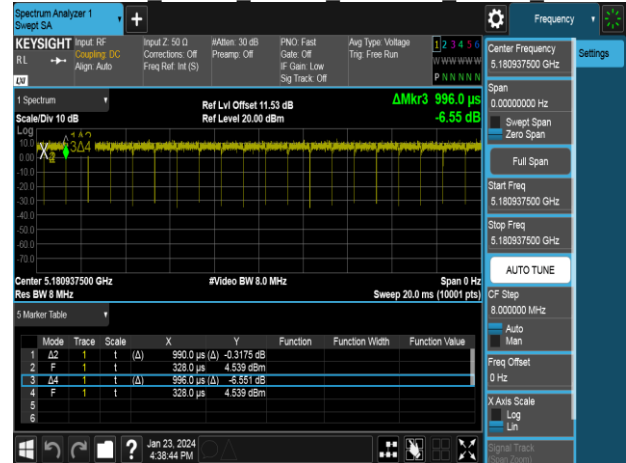 Spectrum Analyzer 1
Swept SA
Frequency
Settings
KEYSIGHT
RL
LXI
Input: RF
Coupling: DC
Align: Auto
Input Z: 50 Ω
Corrections: Off
Freq Ref: Int (S)
#Atten: 30 dB
Preamp: Off
PNO: Fast
Gate: Off
IF Gain: Low
Sig Track: Off
Avg Type: Voltage
Trig: Free Run
1 2 3 4 5 6
W W W W W W
P N N N N N
1 Spectrum
Scale/Div 10 dB
Ref Lvl Offset 11.53 dB
Ref Level 20.00 dBm
ΔMkr3 996.0 µs
-6.55 dB
Log
10.0
0.00
-10.0
-20.0
-30.0
-40.0
-50.0
-60.0
-70.0
1Δ2
3Δ4
Center 5.180937500 GHz
Res BW 8 MHz
#Video BW 8.0 MHz
Span 0 Hz
Sweep 20.0 ms (10001 pts)
5 Marker Table
Mode Trace Scale X Y Function Function Width Function Value
1 Δ2 1 t (Δ) 990.0 µs (Δ) -0.3175 dB
2 F 1 t 328.0 µs 4.539 dBm
3 Δ4 1 t (Δ) 996.0 µs (Δ) -6.551 dB
4 F 1 t 328.0 µs 4.539 dBm
5
6
Center Frequency
5.180937500 GHz
Span
0.00000000 Hz
Swept Span
Zero Span
Full Span
Start Freq
5.180937500 GHz
Stop Freq
5.180937500 GHz
AUTO TUNE
CF Step
8.000000 MHz
Auto
Man
Freq Offset
0 Hz
X Axis Scale
Log
Lin
Signal Track
(Span Zoom)
?
Jan 23, 2024
4:38:44 PM